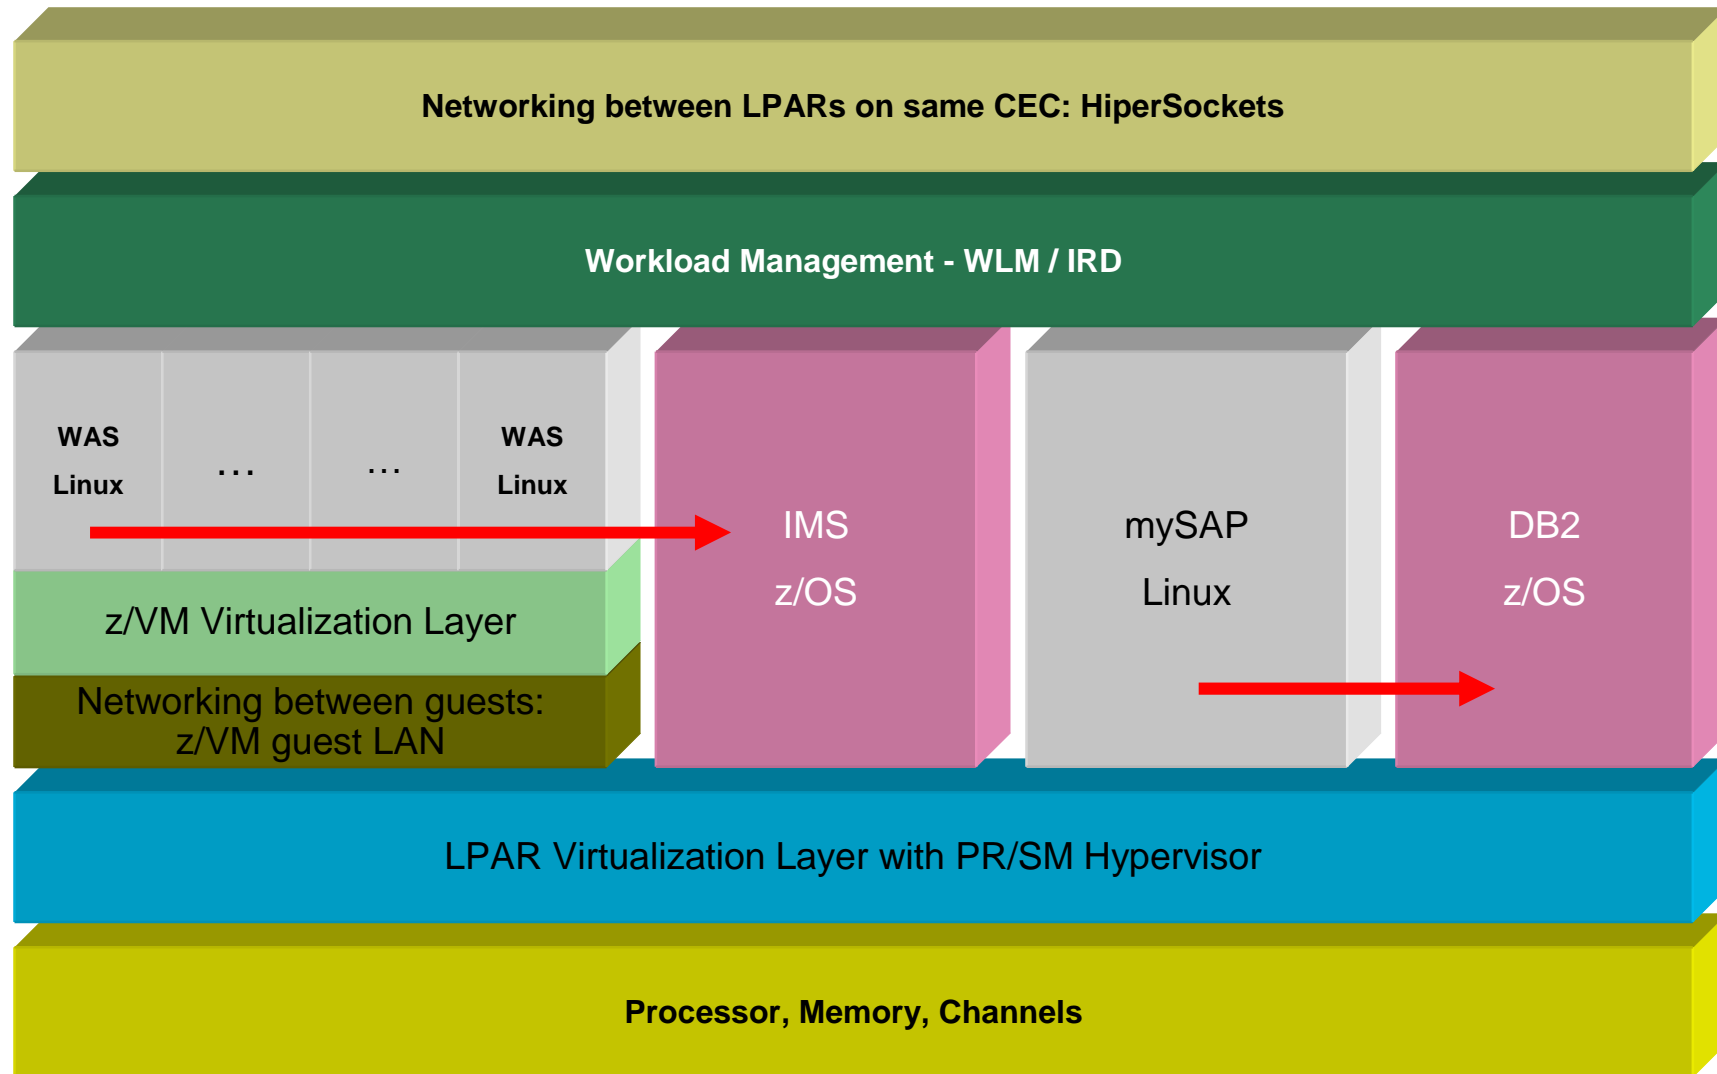 Networking between LPARs on same CEC: HiperSockets
Workload Management - WLM / IRD
WAS
Linux
...
...
WAS
Linux
IMS
z/OS
mySAP
Linux
DB2
z/OS
z/VM Virtualization Layer
Networking between guests:
z/VM guest LAN
LPAR Virtualization Layer with PR/SM Hypervisor
Processor, Memory, Channels